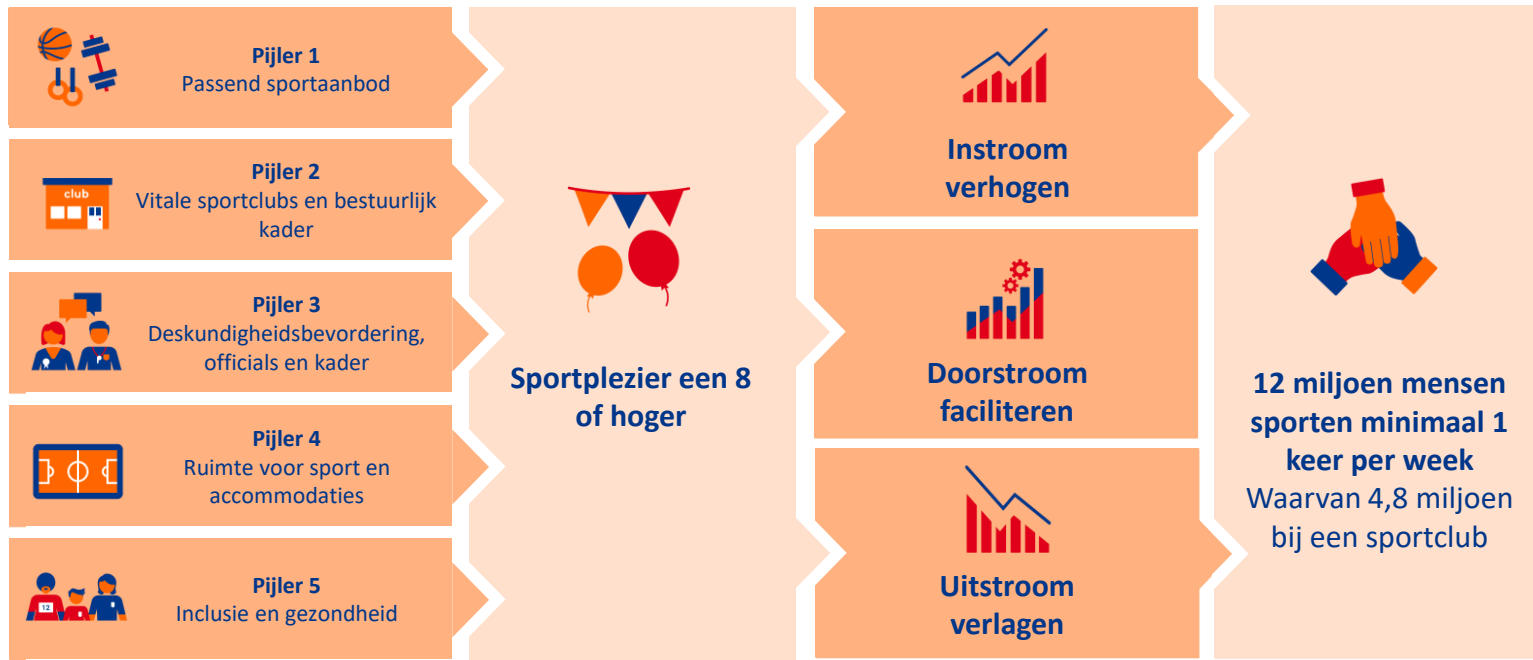 Pijler 1
Passend sportaanbod
club
Pijler 2
Vitale sportclubs en bestuurlijk
kader
Pijler 3
Deskundigheidsbevordering,
officials en kader
Pijler 4
Ruimte voor sport en
accommodaties
12
Pijler 5
Inclusie en gezondheid
Sportplezier een 8
of hoger
Instroom
verhogen
Doorstroom
faciliteren
Uitstroom
verlagen
12 miljoen mensen
sporten minimaal 1
keer per week
Waarvan 4,8 miljoen
bij een sportclub